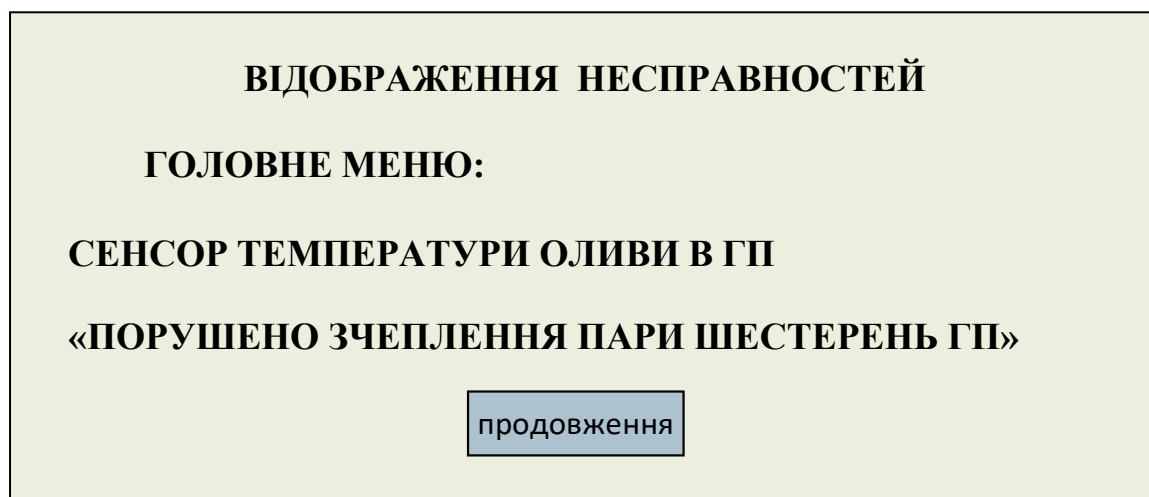 ВІДОБРАЖЕННЯ НЕСПРАВНОСТЕЙ
ГОЛОВНЕ МЕНЮ:
СЕНСОР ТЕМПЕРАТУРИ ОЛИВИ В ГП
«ПОРУШЕНО ЗЧЕПЛЕННЯ ПАРИ ШЕСТЕРЕНЬ ГП»
продовження